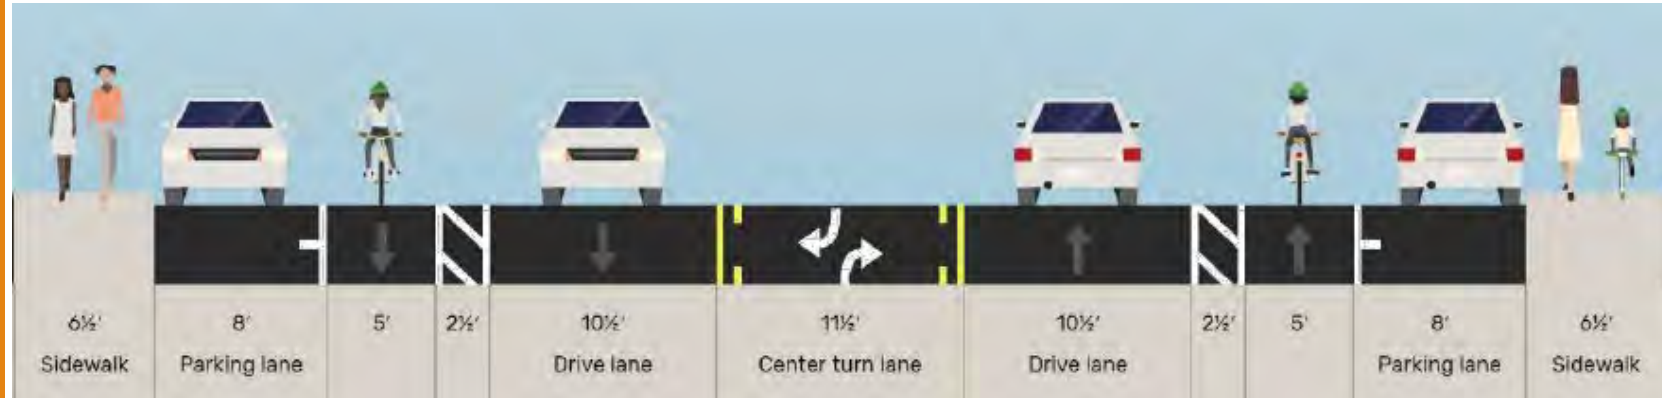 6½′ 8′ 5′ 2½′ 10½′ 11½′ 10½′ 2½′ 5′ 8′ 6½′
Sidewalk Parking lane Drive lane Center turn lane Drive lane Parking lane Sidewalk